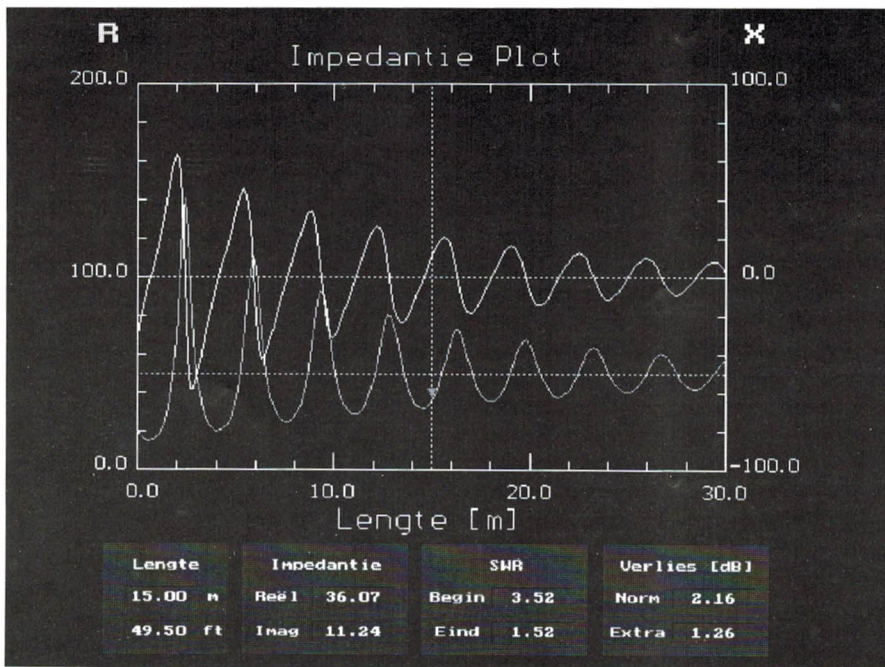 R X
Impedantie Plot
200.0 100.0
100.0 0.0
0.0 -100.0
0.0 10.0 20.0 30.0
Lengte [m]
Lengte Impedantie SWR Verlies [dB]
15.00 m Reël 36.07 Begin 3.52 Norm 2.16
49.50 ft Imag 11.24 Eind 1.52 Extra 1.26